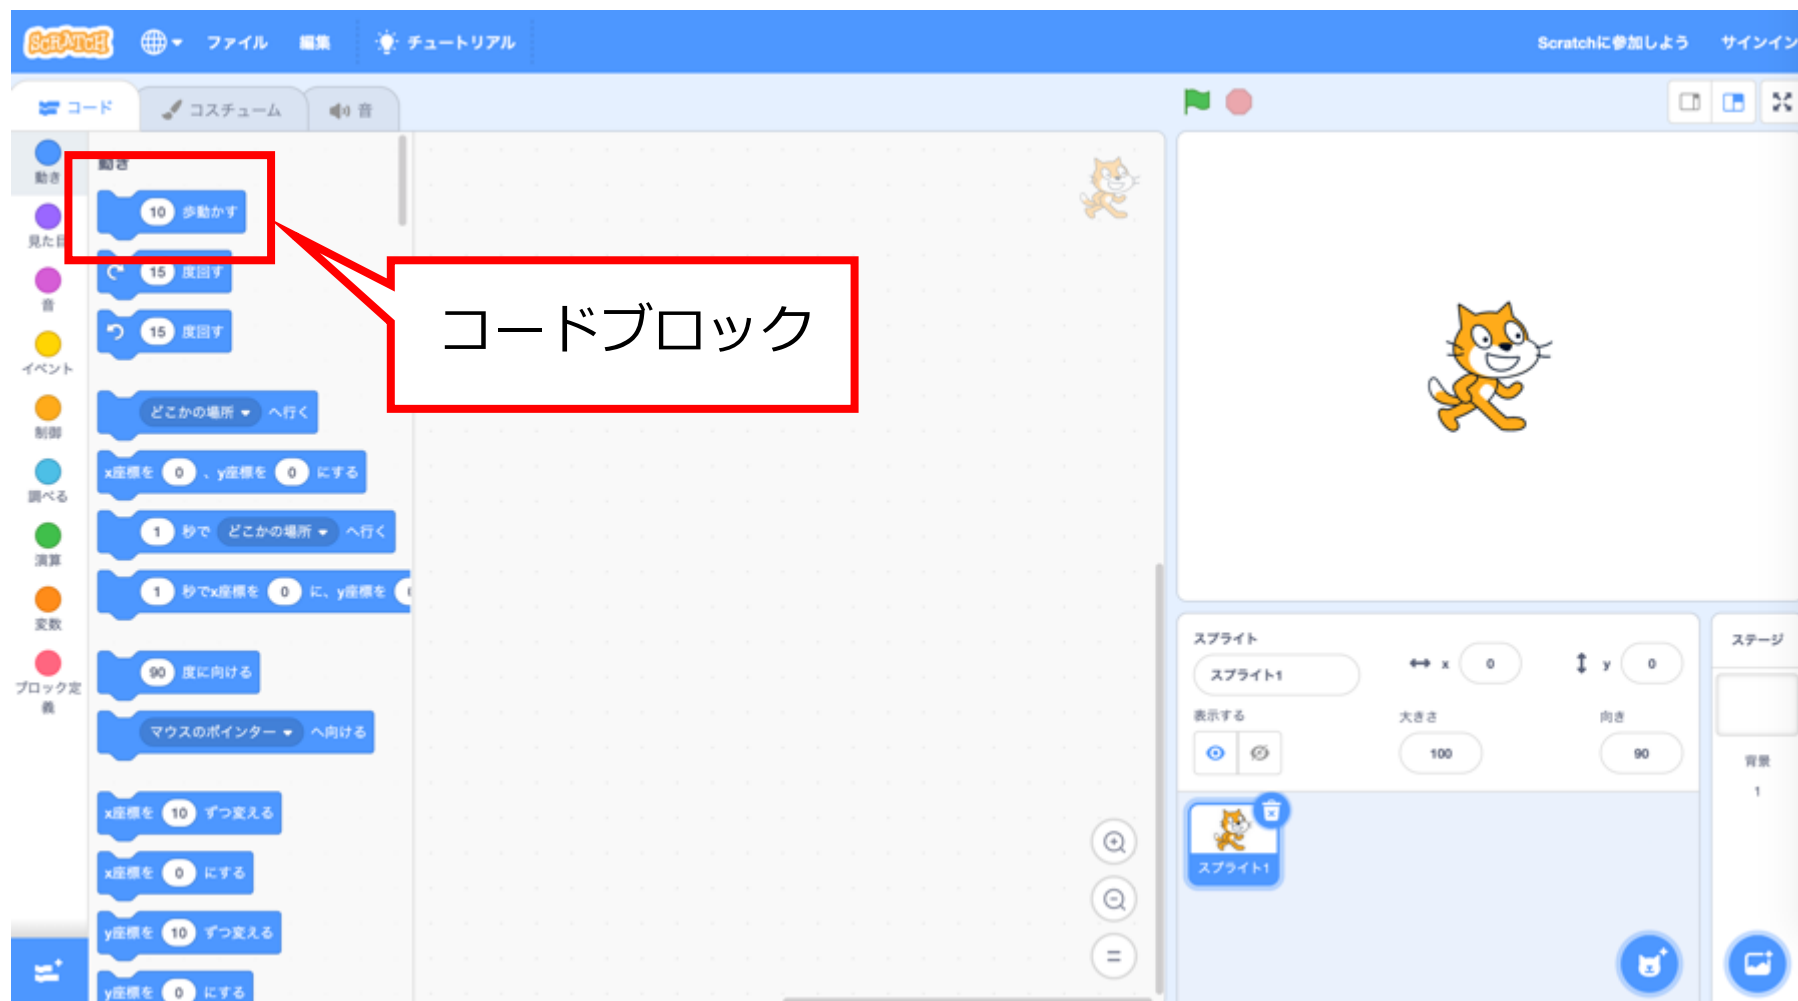 SCRATCH ファイル 編集 チュートリアル Scratchに参加しよう サインイン
コード コスチューム 音
動き
見た目
音
イベント
制御
調べる
演算
変数
ブロック定
義
動き
10 歩動かす
15 度回す
15 度回す
どこかの場所 へ行く
x座標を 0 、y座標を 0 にする
1 秒で どこかの場所 へ行く
1 秒でx座標を 0 に、y座標を
90 度に向ける
マウスのポインター へ向ける
x座標を 10 ずつ変える
x座標を 0 にする
y座標を 10 ずつ変える
y座標を 0 にする
コードブロック
スプライト
スプライト1 x 0 y 0
表示する 大きさ 向き
100 90
スプライト1
ステージ
背景
1